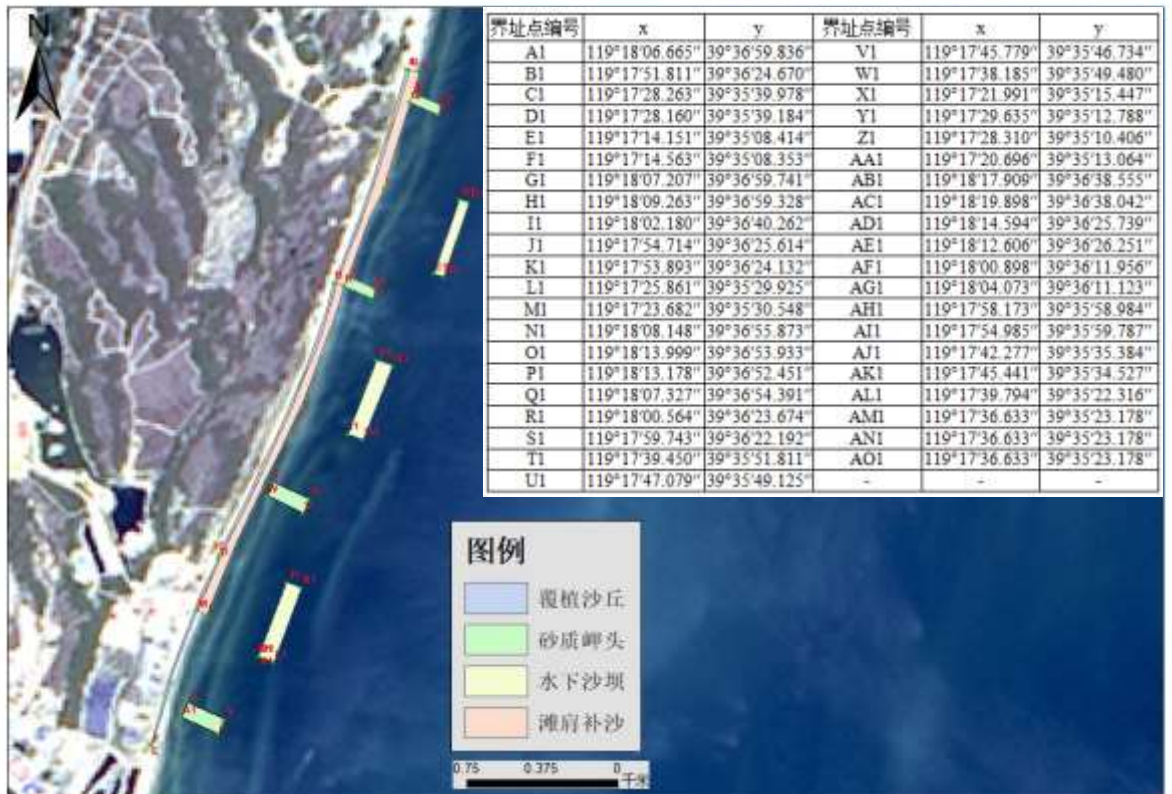 N
界址点编号 x y 界址点编号 x y
A1 119°18'06.665" 39°36'59.836" V1 119°17'45.779" 39°35'46.734"
B1 119°17'51.811" 39°36'24.670" W1 119°17'38.185" 39°35'49.480"
C1 119°17'28.263" 39°35'39.978" X1 119°17'21.991" 39°35'15.447"
D1 119°17'28.160" 39°35'39.184" Y1 119°17'29.635" 39°35'12.788"
E1 119°17'14.151" 39°35'08.414" Z1 119°17'28.310" 39°35'10.406"
F1 119°17'14.563" 39°35'08.353" AA1 119°17'20.696" 39°35'13.064"
G1 119°18'07.207" 39°36'59.741" AB1 119°18'17.909" 39°36'38.555"
H1 119°18'09.263" 39°36'59.328" AC1 119°18'19.898" 39°36'38.042"
I1 119°18'02.180" 39°36'40.262" AD1 119°18'14.594" 39°36'25.739"
J1 119°17'54.714" 39°36'25.614" AE1 119°18'12.606" 39°36'26.251"
K1 119°17'53.893" 39°36'24.132" AF1 119°18'00.898" 39°36'11.956"
L1 119°17'25.861" 39°35'29.925" AG1 119°18'04.073" 39°36'11.123"
M1 119°17'23.682" 39°35'30.548" AH1 119°17'58.173" 39°35'58.984"
N1 119°18'08.148" 39°36'55.873" AI1 119°17'54.985" 39°35'59.787"
O1 119°18'13.999" 39°36'53.933" AJ1 119°17'42.277" 39°35'35.384"
P1 119°18'13.178" 39°36'52.451" AK1 119°17'45.441" 39°35'34.527"
Q1 119°18'07.327" 39°36'54.391" AL1 119°17'39.794" 39°35'22.316"
R1 119°18'00.564" 39°36'23.674" AM1 119°17'36.633" 39°35'23.178"
S1 119°17'59.743" 39°36'22.192" AN1 119°17'36.633" 39°35'23.178"
T1 119°17'39.450" 39°35'51.811" AO1 119°17'36.633" 39°35'23.178"
U1 119°17'47.079" 39°35'49.125" - - -
图例
覆植沙丘
砂质岬头
水下沙坝
滩肩补沙
0.75 0.375 0
千米